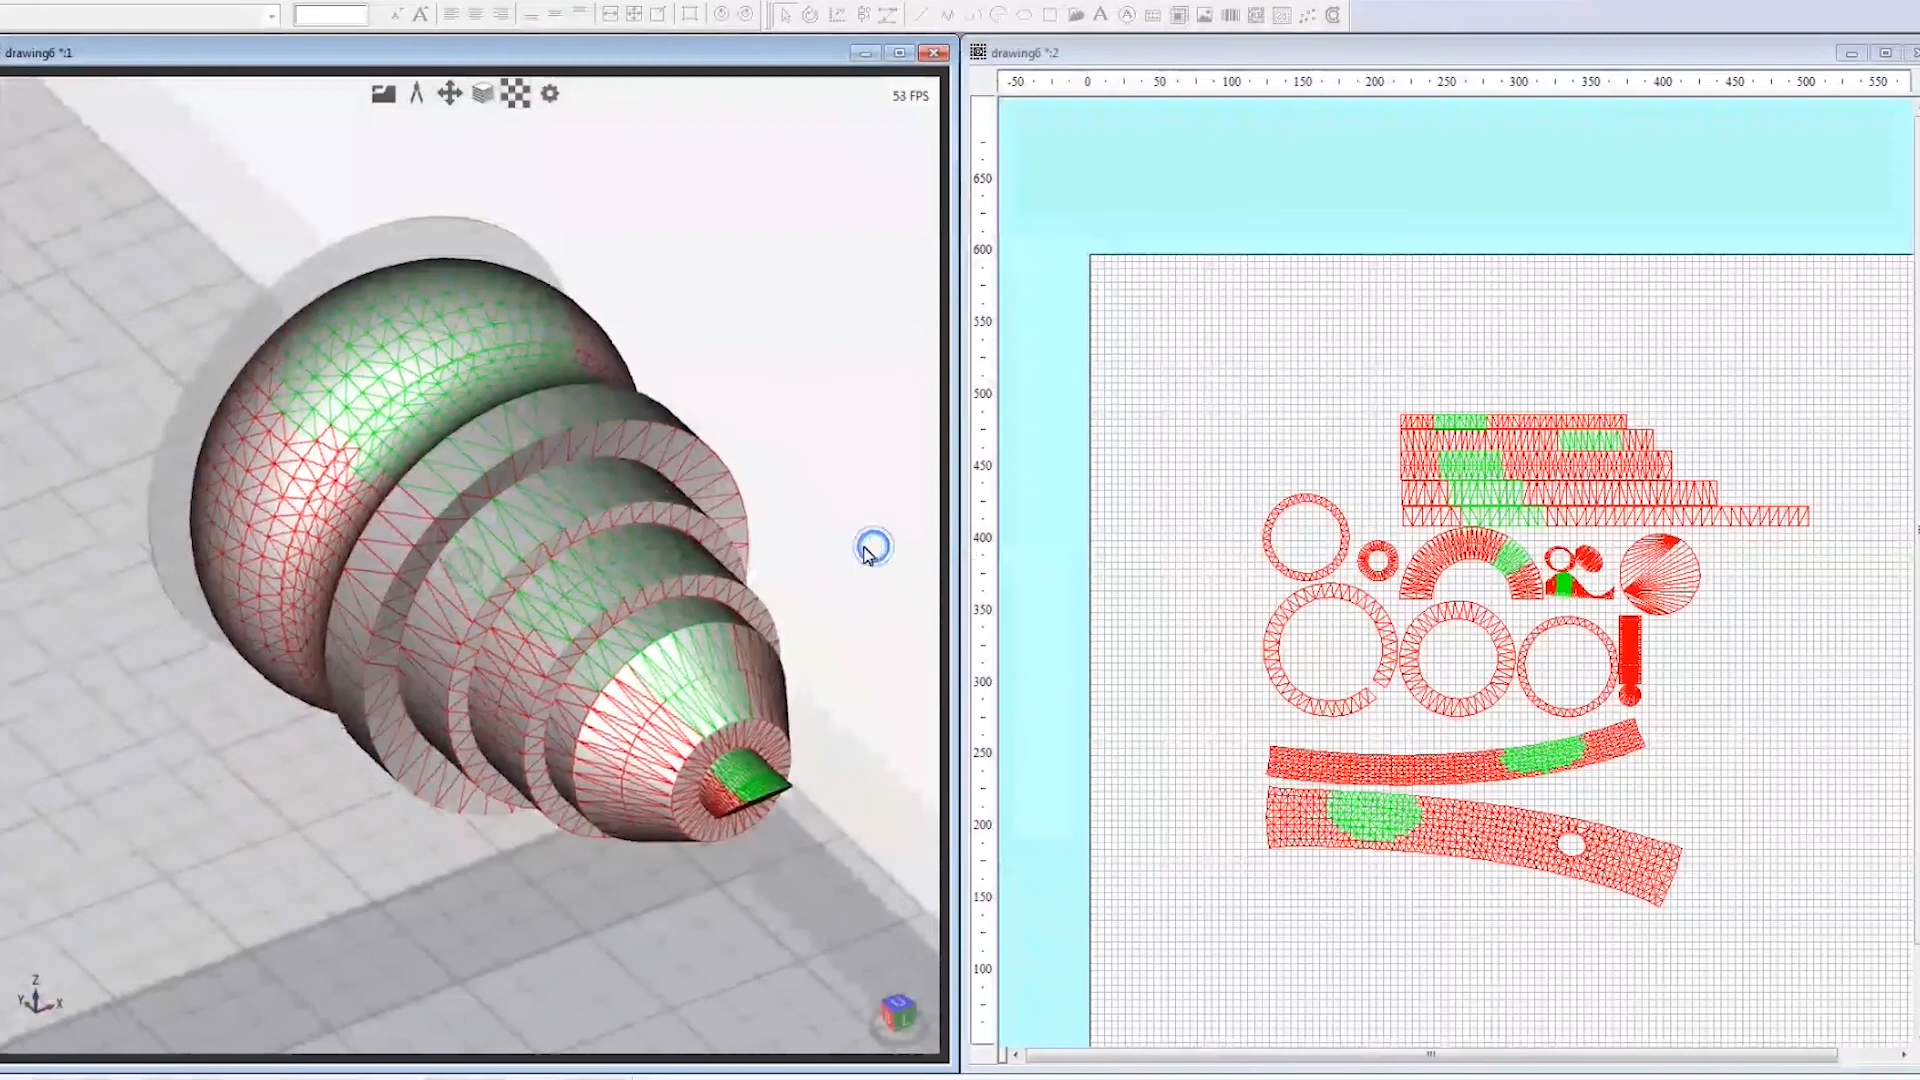 drawing6 *:1
53 FPS
Z
Y
X
U
L
drawing6 *:2
-50 0 50 100 150 200 250 300 350 400 450 500 550
650
600
550
500
450
400
350
300
250
200
150
100